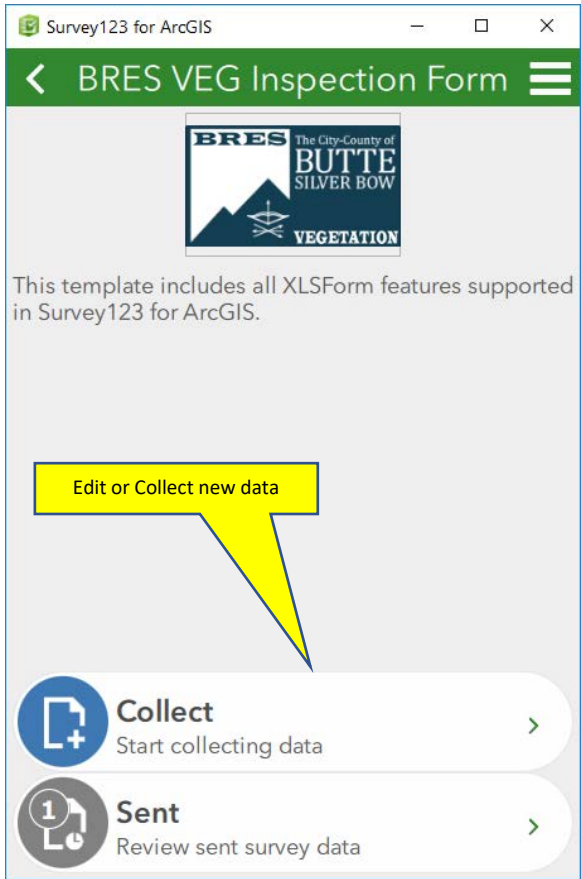 Survey123 for ArcGIS
BRES VEG Inspection Form
BRES
The City-County of
BUTTE
SILVER BOW
VEGETATION
This template includes all XLSForm features supported
in Survey123 for ArcGIS.
Edit or Collect new data
Collect
Start collecting data
1
Sent
Review sent survey data